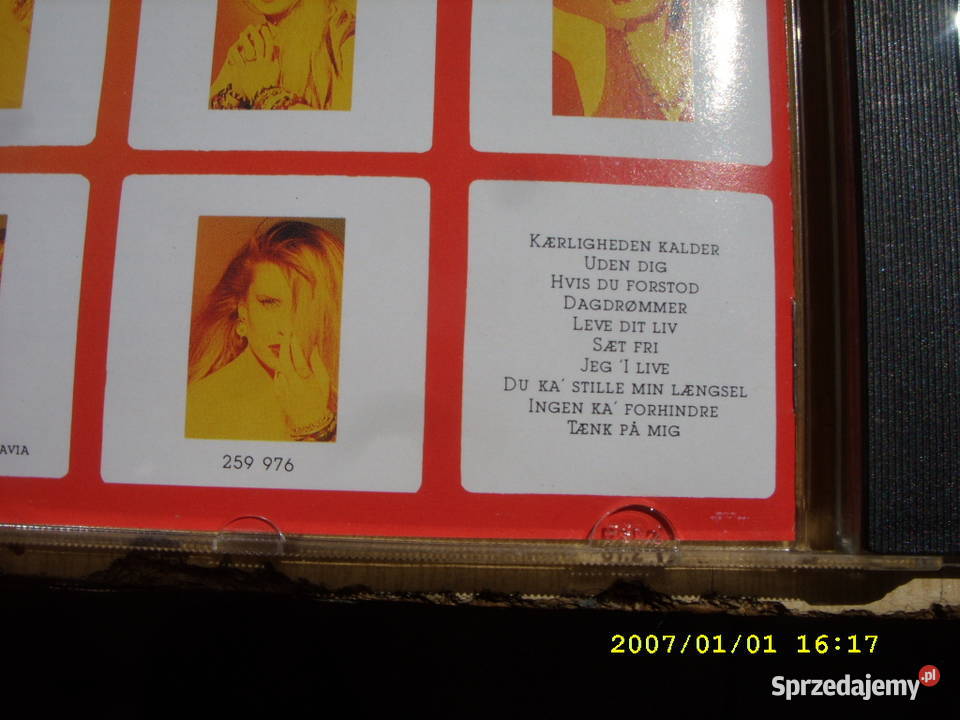 KÆRLIGHEDEN KALDER
UDEN DIG
HVIS DU FORSTOD
DAGDRØMMER
LEVE DIT LIV
SÆT FRI
JEG 'I LIVE
DU KA' STILLE MIN LÆNGSEL
INGEN KA' FORHINDRE
TÆNK PÅ MIG
AVIA
259 976
2007/01/01 16:17
Sprzedajemy.pl